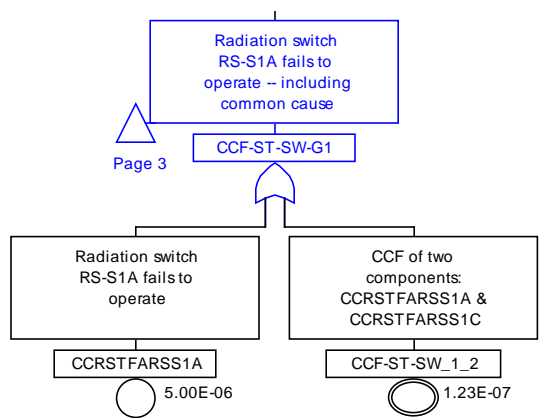 Radiation switch
RS-S1A fails to
operate -- including
common cause
Page 3
CCF-ST-SW-G1
Radiation switch
RS-S1A fails to
operate
CCRSTFARSS1A
5.00E-06
CCF of two
components:
CCRSTFARSS1A &
CCRSTFARSS1C
CCF-ST-SW_1_2
1.23E-07